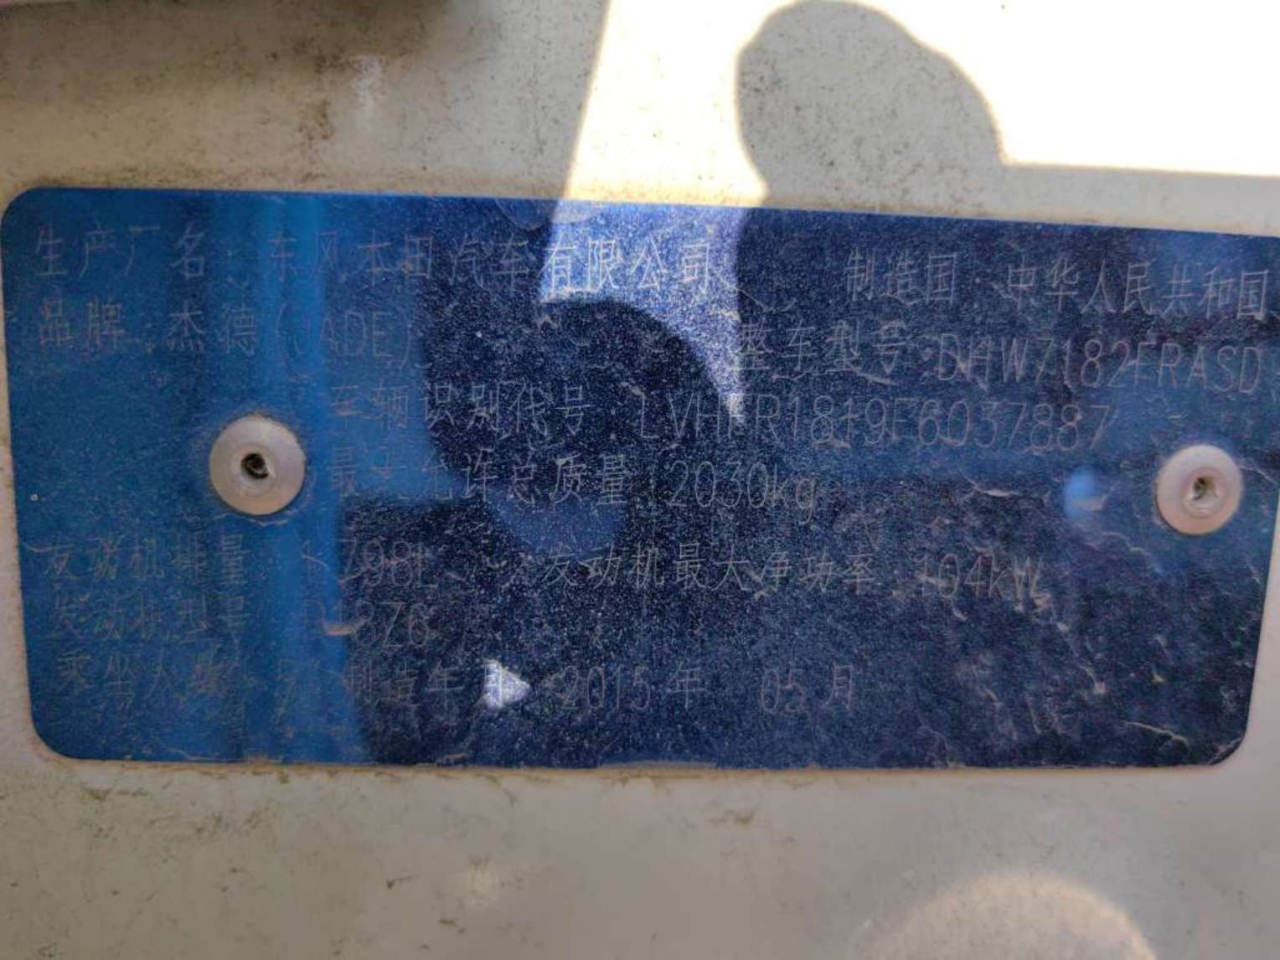 生产厂名:东风本田汽车有限公司 制造国:中华人民共和国
品牌:杰德(JADE) 整车型号:DHW7182FRASD
车辆识别代号:
最大允许总质量:2030kg
发动机排量:1.798L 发动机最大净功率:104kW
发动机型号:R18Z6
乘坐人数: 制造年月:2015年 05月